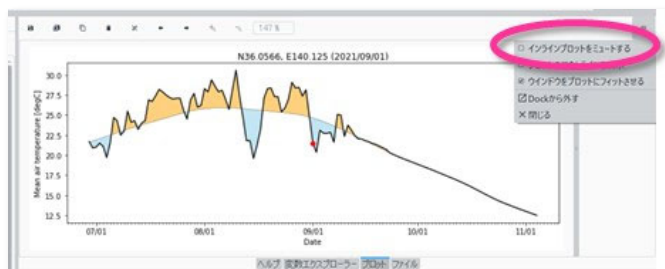 147 %
インラインプロットをミュートする
ウインドウをプロットにフィットさせる
Dockから外す
閉じる
N36.0566, E140.125 (2021/09/01)
Mean air temperature [degC]
30.0
27.5
25.0
22.5
20.0
17.5
15.0
12.5
07/01 08/01 09/01 10/01 11/01
Date
ヘルプ 変数エクスプローラー プロット ファイル